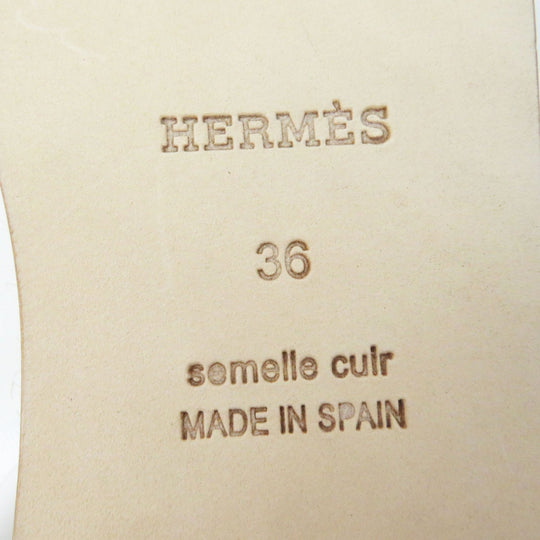 HERMÈS
36
semelle cuir
MADE IN SPAIN